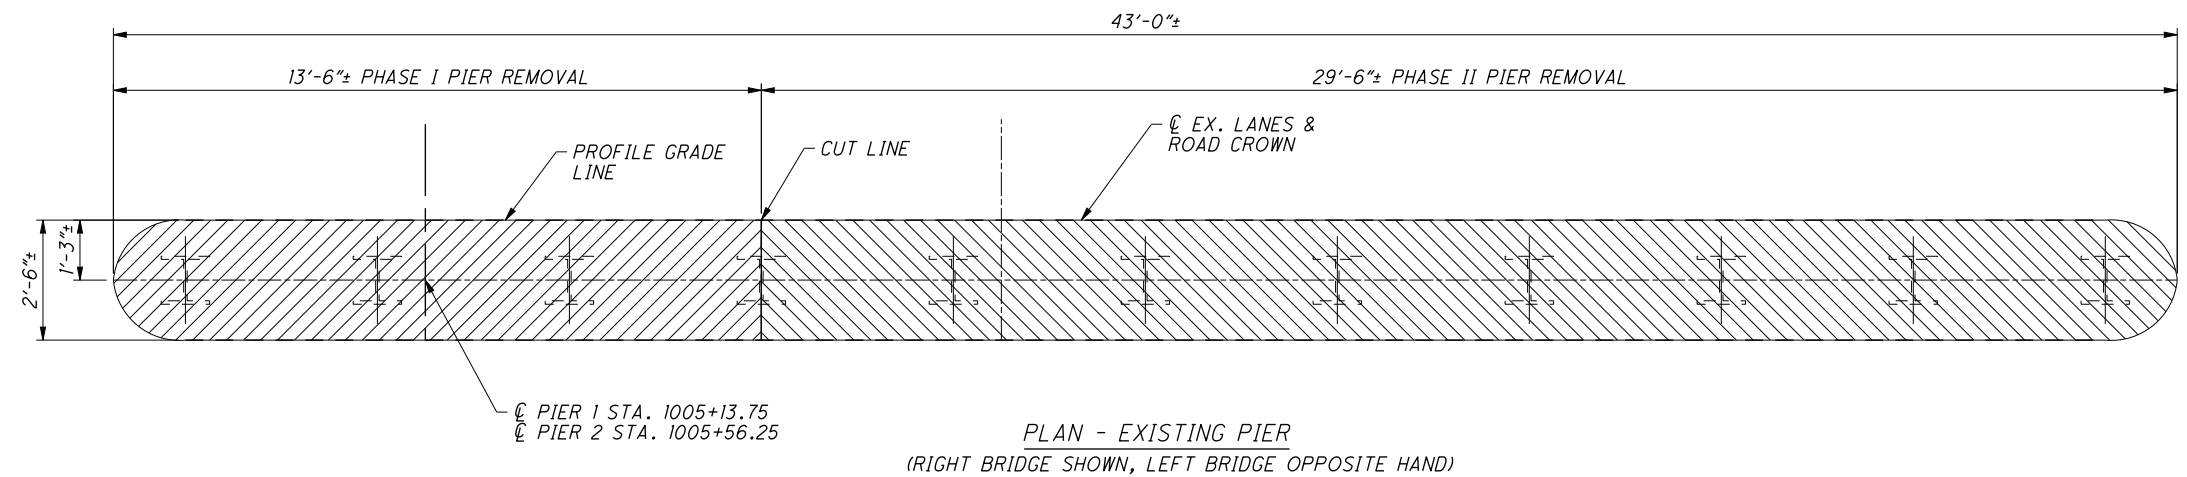 43'-0"±
13'-6"± PHASE I PIER REMOVAL
29'-6"± PHASE II PIER REMOVAL
PROFILE GRADE
LINE
CUT LINE
℄ EX. LANES &
ROAD CROWN
2'-6"±
1'-3"±
℄ PIER 1 STA. 1005+13.75
℄ PIER 2 STA. 1005+56.25
PLAN - EXISTING PIER
(RIGHT BRIDGE SHOWN, LEFT BRIDGE OPPOSITE HAND)